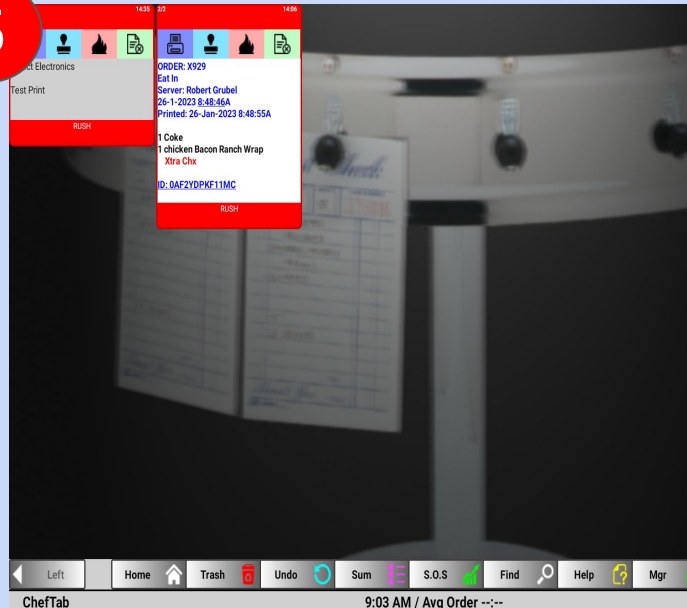 14:35
ct Electronics
Test Print
RUSH
2/2
14:06
ORDER: X929
Eat In
Server: Robert Grubel
26-1-2023 8:48:46A
Printed: 26-Jan-2023 8:48:55A
1 Coke
1 chicken Bacon Ranch Wrap
Xtra Chx
ID: 0AF2YDPKF11MC
RUSH
Left
Home
Trash
Undo
Sum
S.O.S
Find
Help
Mgr
ChefTab
9:03 AM / Avg Order --:--